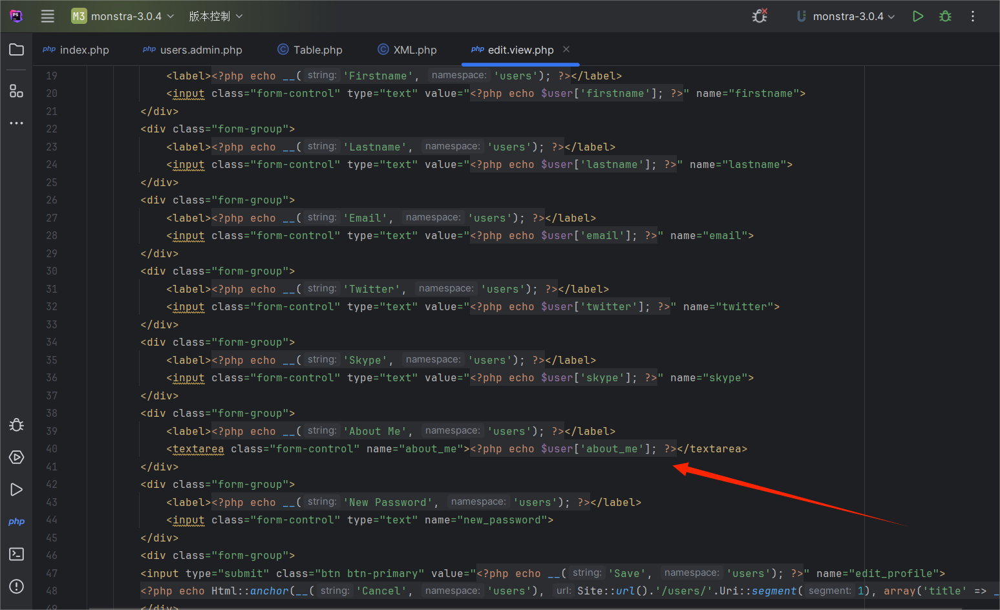 PS M3 monstra-3.0.4 版本控制 monstra-3.0.4
php index.php php users.admin.php C Table.php C XML.php php edit.view.php ×
19 <label><?php echo __( string: 'Firstname', namespace: 'users'); ?></label>
20 <input class="form-control" type="text" value="<?php echo $user['firstname']; ?>" name="firstname">
21 </div>
22 <div class="form-group">
23 <label><?php echo __( string: 'Lastname', namespace: 'users'); ?></label>
24 <input class="form-control" type="text" value="<?php echo $user['lastname']; ?>" name="lastname">
25 </div>
26 <div class="form-group">
27 <label><?php echo __( string: 'Email', namespace: 'users'); ?></label>
28 <input class="form-control" type="text" value="<?php echo $user['email']; ?>" name="email">
29 </div>
30 <div class="form-group">
31 <label><?php echo __( string: 'Twitter', namespace: 'users'); ?></label>
32 <input class="form-control" type="text" value="<?php echo $user['twitter']; ?>" name="twitter">
33 </div>
34 <div class="form-group">
35 <label><?php echo __( string: 'Skype', namespace: 'users'); ?></label>
36 <input class="form-control" type="text" value="<?php echo $user['skype']; ?>" name="skype">
37 </div>
38 <div class="form-group">
39 <label><?php echo __( string: 'About Me', namespace: 'users'); ?></label>
40 <textarea class="form-control" name="about_me"><?php echo $user['about_me']; ?></textarea>
41 </div>
42 <div class="form-group">
43 <label><?php echo __( string: 'New Password', namespace: 'users'); ?></label>
44 <input class="form-control" type="text" name="new_password">
45 </div>
46 <div class="form-group">
php
47 <input type="submit" class="btn btn-primary" value="<?php echo __( string: 'Save', namespace: 'users'); ?>" name="edit_profile">
48 <?php echo Html::anchor(__( string: 'Cancel', namespace: 'users'), url: Site::url().'/users/'.Uri::segment( segment: 1), array('title' => _
49 </div>